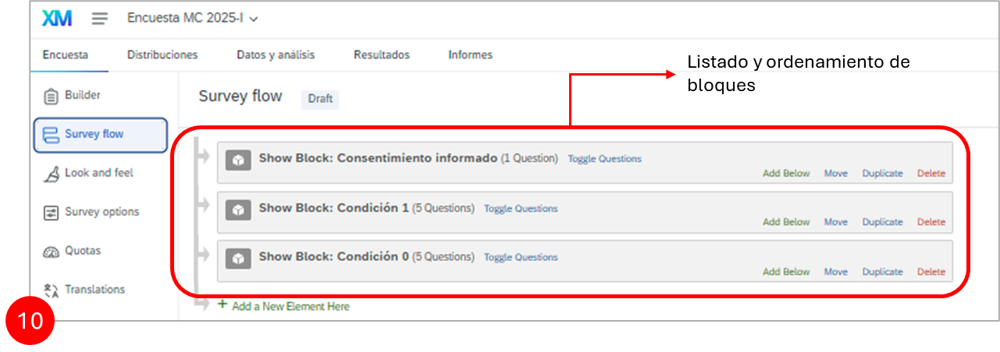 XM Encuesta MC 2025-I
Encuesta Distribuciones Datos y análisis Resultados Informes
Listado y ordenamiento de
bloques
Builder
Survey flow
Look and feel
Survey options
Quotas
Translations
Survey flow Draft
Show Block: Consentimiento informado (1 Question) Toggle Questions
Add Below Move Duplicate Delete
Show Block: Condición 1 (5 Questions) Toggle Questions
Add Below Move Duplicate Delete
Show Block: Condición 0 (5 Questions) Toggle Questions
Add Below Move Duplicate Delete
+ Add a New Element Here
10